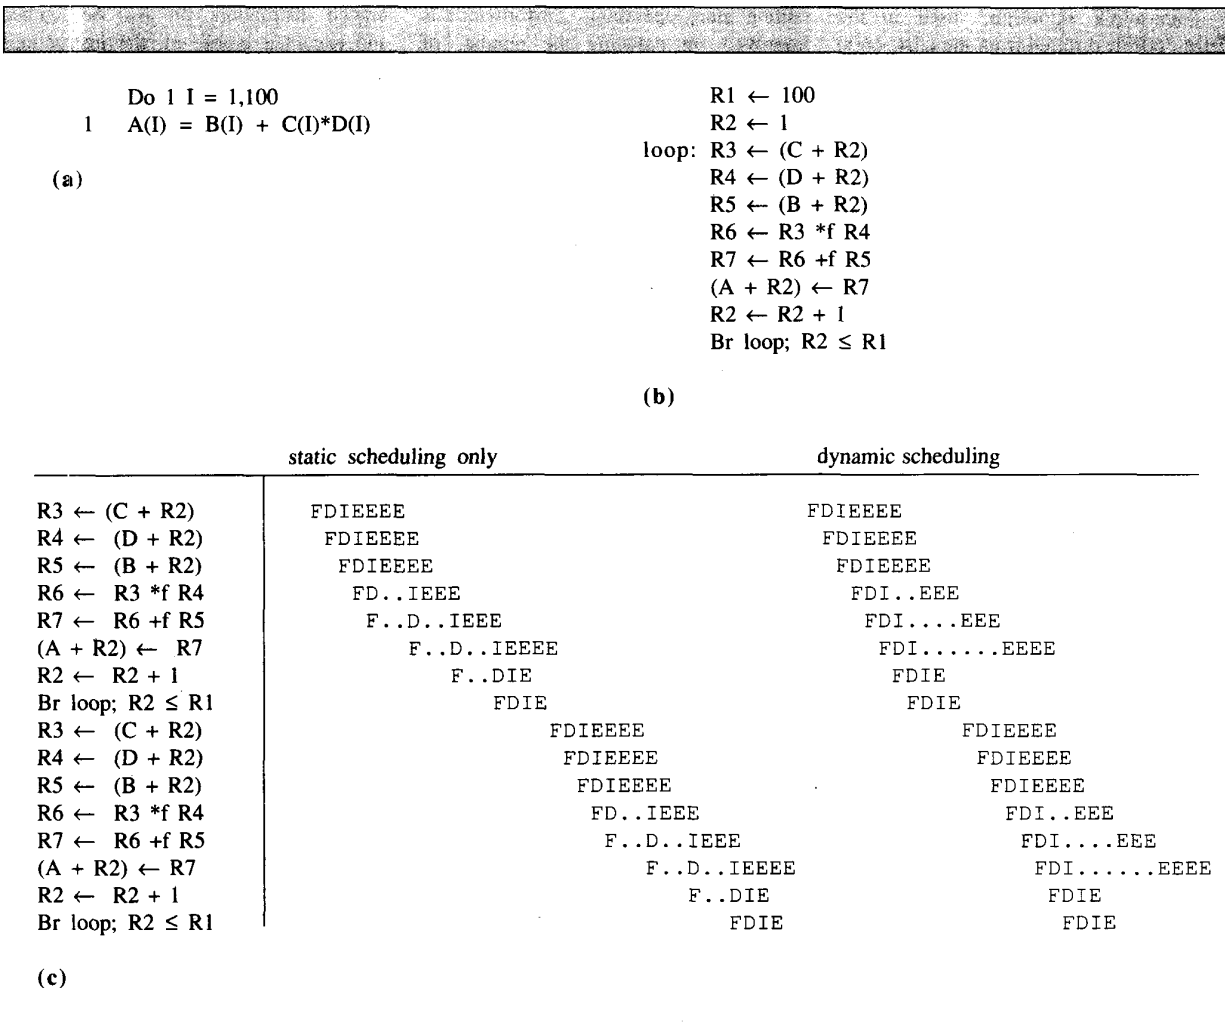 Do 1 I = 1,100
1 A(I) = B(I) + C(I)*D(I)
(a)
R1 ← 100
R2 ← 1
loop: R3 ← (C + R2)
R4 ← (D + R2)
R5 ← (B + R2)
R6 ← R3 *f R4
R7 ← R6 +f R5
(A + R2) ← R7
R2 ← R2 + 1
Br loop; R2 ≤ R1
(b)
static scheduling only dynamic scheduling
R3 ← (C + R2) FDIEEEE FDIEEEE
R4 ← (D + R2) FDIEEEE FDIEEEE
R5 ← (B + R2) FDIEEEE FDIEEEE
R6 ← R3 *f R4 FD..IEEE FDI..EEE
R7 ← R6 +f R5 F..D..IEEE FDI....EEE
(A + R2) ← R7 F..D..IEEEE FDI......EEEE
R2 ← R2 + 1 F..DIE FDIE
Br loop; R2 ≤ R1 FDIE FDIE
R3 ← (C + R2) FDIEEEE FDIEEEE
R4 ← (D + R2) FDIEEEE FDIEEEE
R5 ← (B + R2) FDIEEEE FDIEEEE
R6 ← R3 *f R4 FD..IEEE FDI..EEE
R7 ← R6 +f R5 F..D..IEEE FDI....EEE
(A + R2) ← R7 F..D..IEEEE FDI......EEEE
R2 ← R2 + 1 F..DIE FDIE
Br loop; R2 ≤ R1 FDIE FDIE
(c)